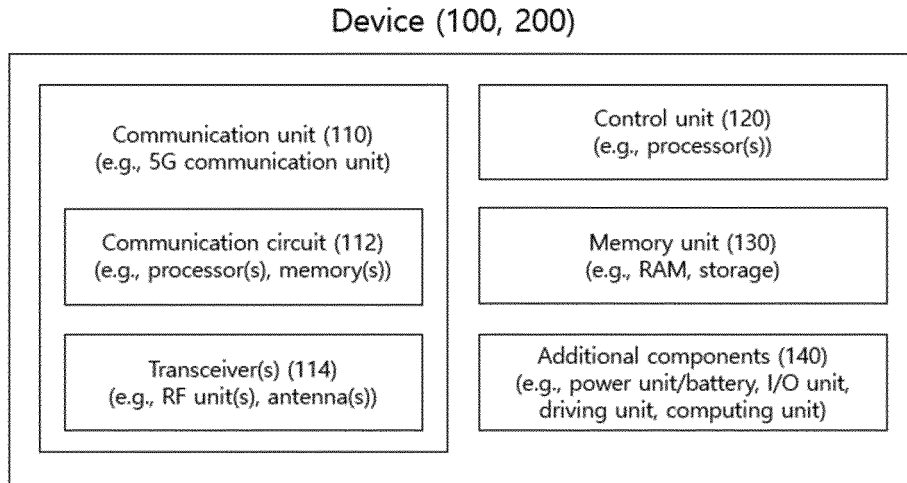 Device (100, 200)
Communication unit (110)
(e.g., 5G communication unit)
Communication circuit (112)
(e.g., processor(s), memory(s))
Transceiver(s) (114)
(e.g., RF unit(s), antenna(s))
Control unit (120)
(e.g., processor(s))
Memory unit (130)
(e.g., RAM, storage)
Additional components (140)
(e.g., power unit/battery, I/O unit,
driving unit, computing unit)